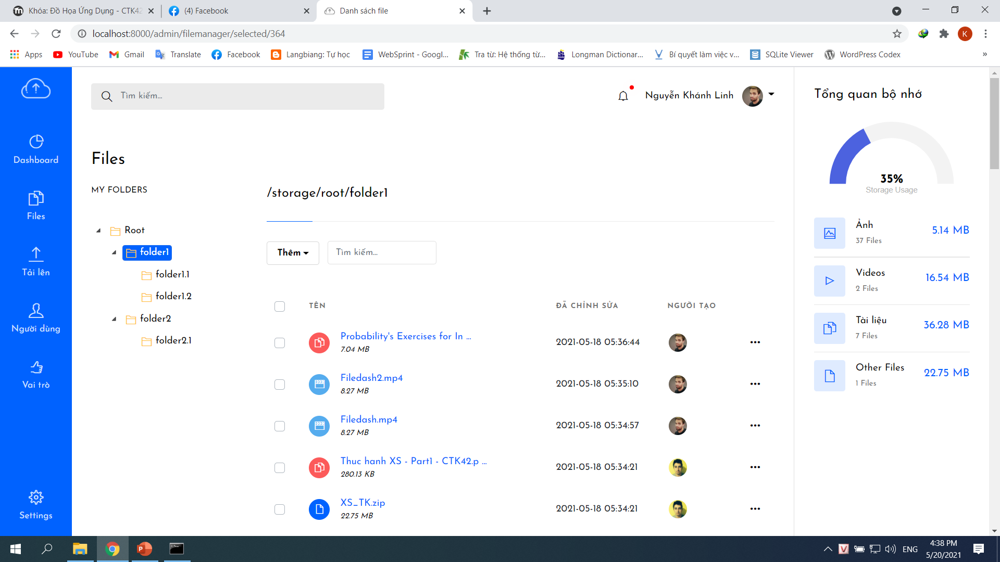 Khóa: Đồ Họa Ứng Dụng - CTK42
(4) Facebook
Danh sách file
localhost:8000/admin/filemanager/selected/364
K
Apps
YouTube
Gmail
Translate
Facebook
Langbiang: Tự học
WebSprint - Googl...
Tra từ: Hệ thống từ...
Longman Dictionar...
Bí quyết làm việc v...
SQLite Viewer
WordPress Codex
»
Tìm kiếm...
Nguyễn Khánh Linh
Dashboard
Files
Tải lên
Người dùng
Vai trò
Settings
Files
MY FOLDERS
Root
folder1
folder1.1
folder1.2
folder2
folder2.1
/storage/root/folder1
Thêm
Tìm kiếm...
TÊN
ĐÃ CHỈNH SỬA
NGƯỜI TẠO
Probability's Exercises for In ...
7.04 MB
2021-05-18 05:36:44
Filedash2.mp4
8.27 MB
2021-05-18 05:35:10
Filedash.mp4
8.27 MB
2021-05-18 05:34:57
Thuc hanh XS - Part1 - CTK42.p ...
280.13 KB
2021-05-18 05:34:21
XS_TK.zip
22.75 MB
2021-05-18 05:34:21
Tổng quan bộ nhớ
35%
Storage Usage
Ảnh
37 Files
5.14 MB
Videos
2 Files
16.54 MB
Tài liệu
7 Files
36.28 MB
Other Files
1 Files
22.75 MB
ENG
4:38 PM
5/20/2021